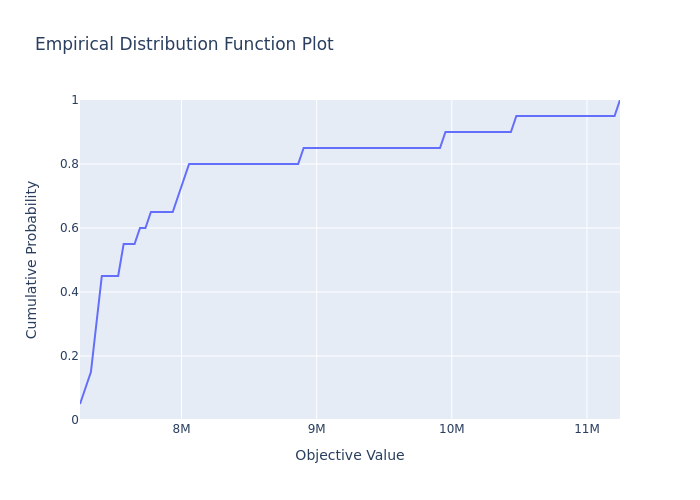 Empirical Distribution Function Plot
1
0.8
0.6
0.4
0.2
0
Cumulative Probability
8M
9M
10M
11M
Objective Value